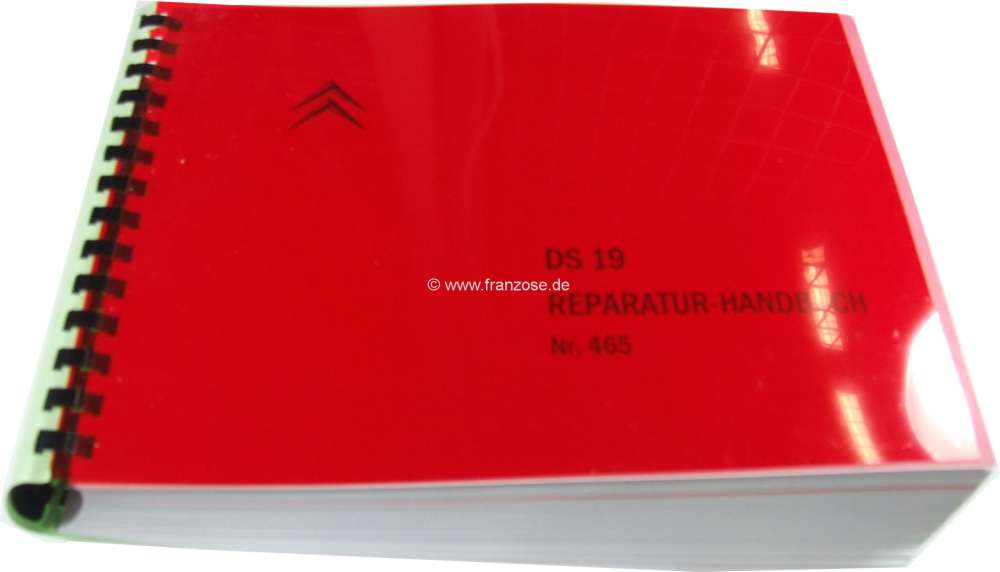 DS 19
© www.franzose.de
REPARATUR-HANDBUCH
Nr. 465